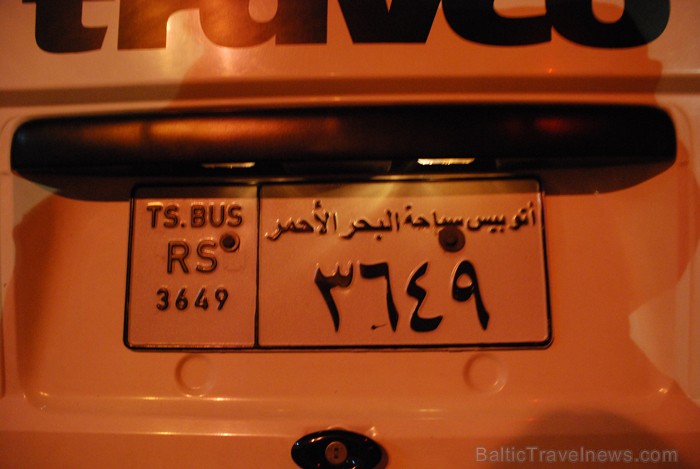 travco
TS.BUS
RS
3649
أتوبيس سياحة البحر الأحمر
٣٦٤٩
BalticTravelnews.com